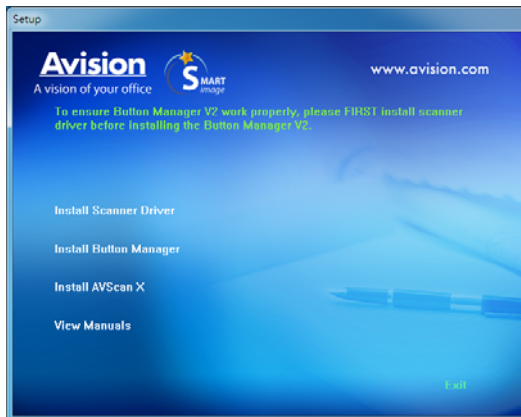 Setup
Avision
A vision of your office
SMART
image
www.avision.com
To ensure Button Manager V2 work properly, please FIRST install scanner
driver before installing the Button Manager V2.
Install Scanner Driver
Install Button Manager
Install AVScan X
View Manuals
Exit